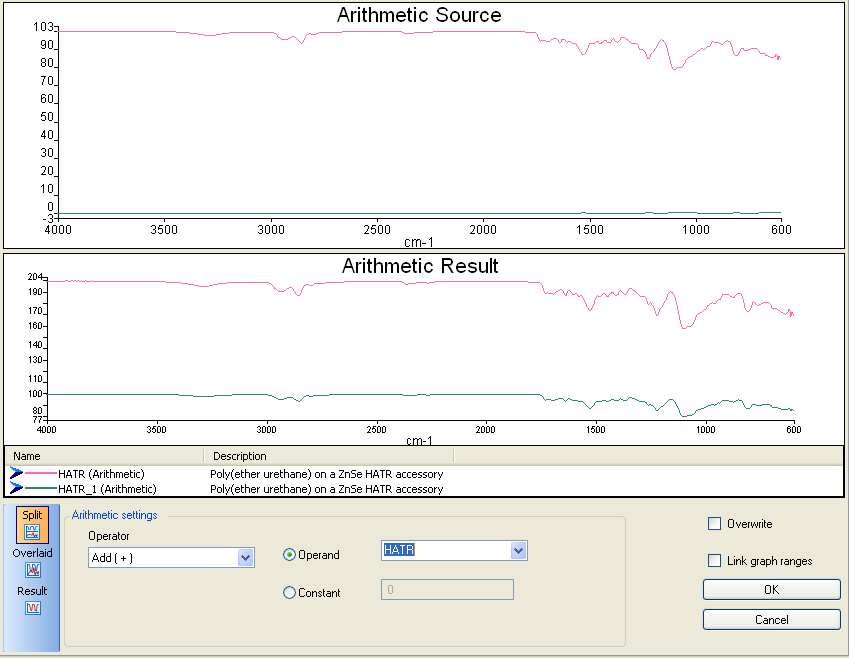 Arithmetic Source
103
90
80
70
60
50
40
30
20
10
0
-3
4000 3500 3000 2500 2000 1500 1000 600
cm-1
Arithmetic Result
204
190
170
160
140
130
110
100
80
77
4000 3500 3000 2500 2000 1500 1000 600
cm-1
Name Description
HATR (Arithmetic) Poly(ether urethane) on a ZnSe HATR accessory
HATR_1 (Arithmetic) Poly(ether urethane) on a ZnSe HATR accessory
Split
Overlaid
Result
Arithmetic settings
Operator
Add ( + )
Operand
HATR
Constant
0
Overwrite
Link graph ranges
OK
Cancel